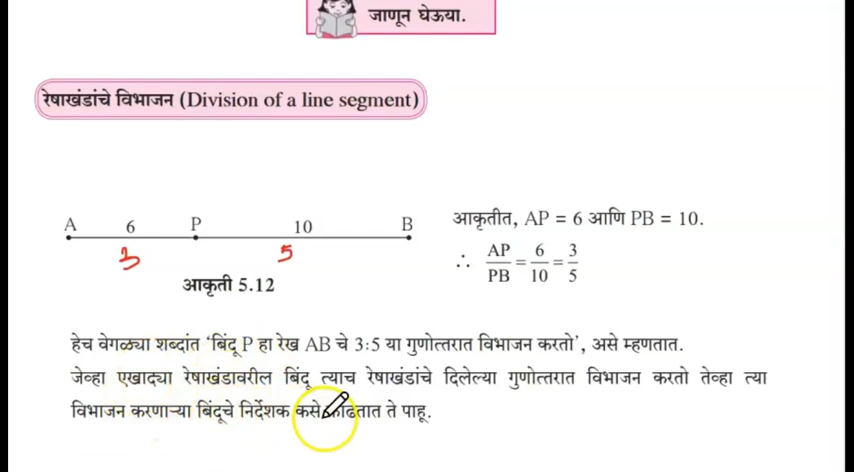 जाणून घेऊया.
रेषाखंडांचे विभाजन (Division of a line segment)
A 6 P 10 B
3 5
आकृती 5.12
आकृतीत, AP = 6 आणि PB = 10.
∴ AP/PB = 6/10 = 3/5
हेच वेगळ्या शब्दांत ‘बिंदू P हा रेख AB चे 3:5 या गुणोत्तरात विभाजन करतो’, असे म्हणतात.
जेव्हा एखाद्या रेषाखंडावरील बिंदू त्याच रेषाखंडांचे दिलेल्या गुणोत्तरात विभाजन करतो तेव्हा त्या
विभाजन करणाऱ्या बिंदूचे निर्देशक कसे काढतात ते पाहू.